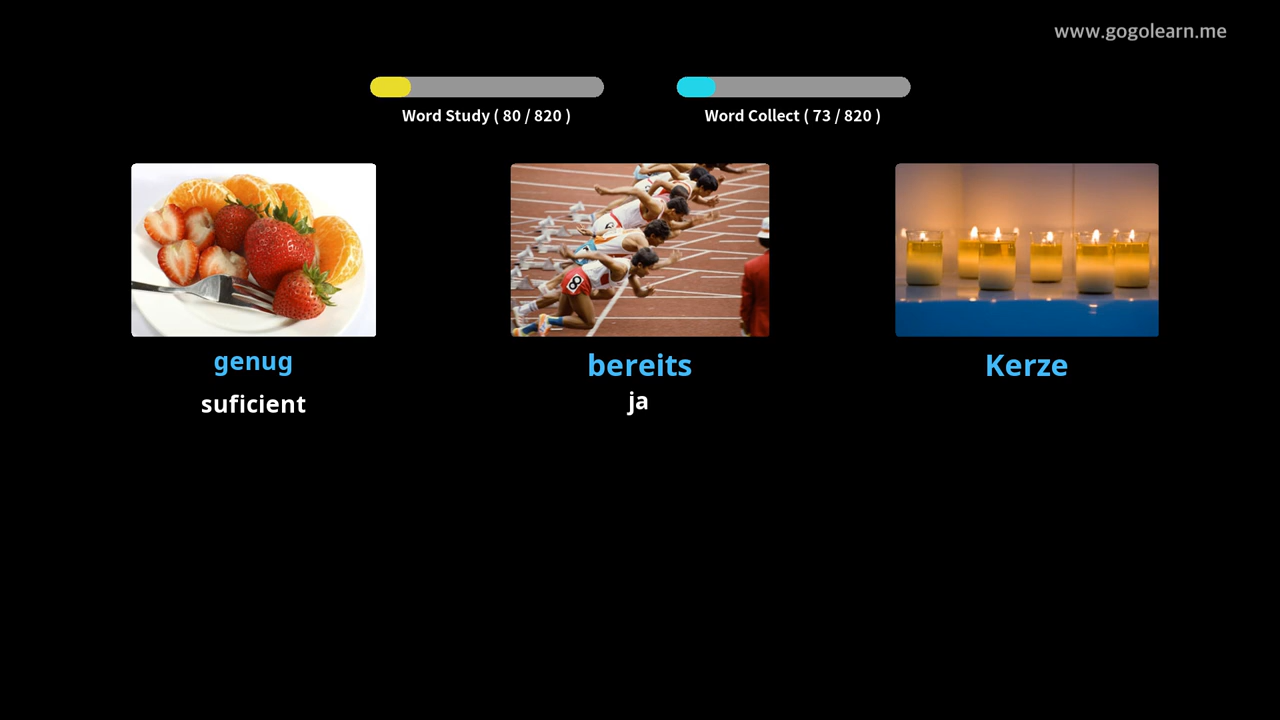 www.gogolearn.me
Word Study ( 80 / 820 )
Word Collect ( 73 / 820 )
genug
suficient
bereits
ja
Kerze